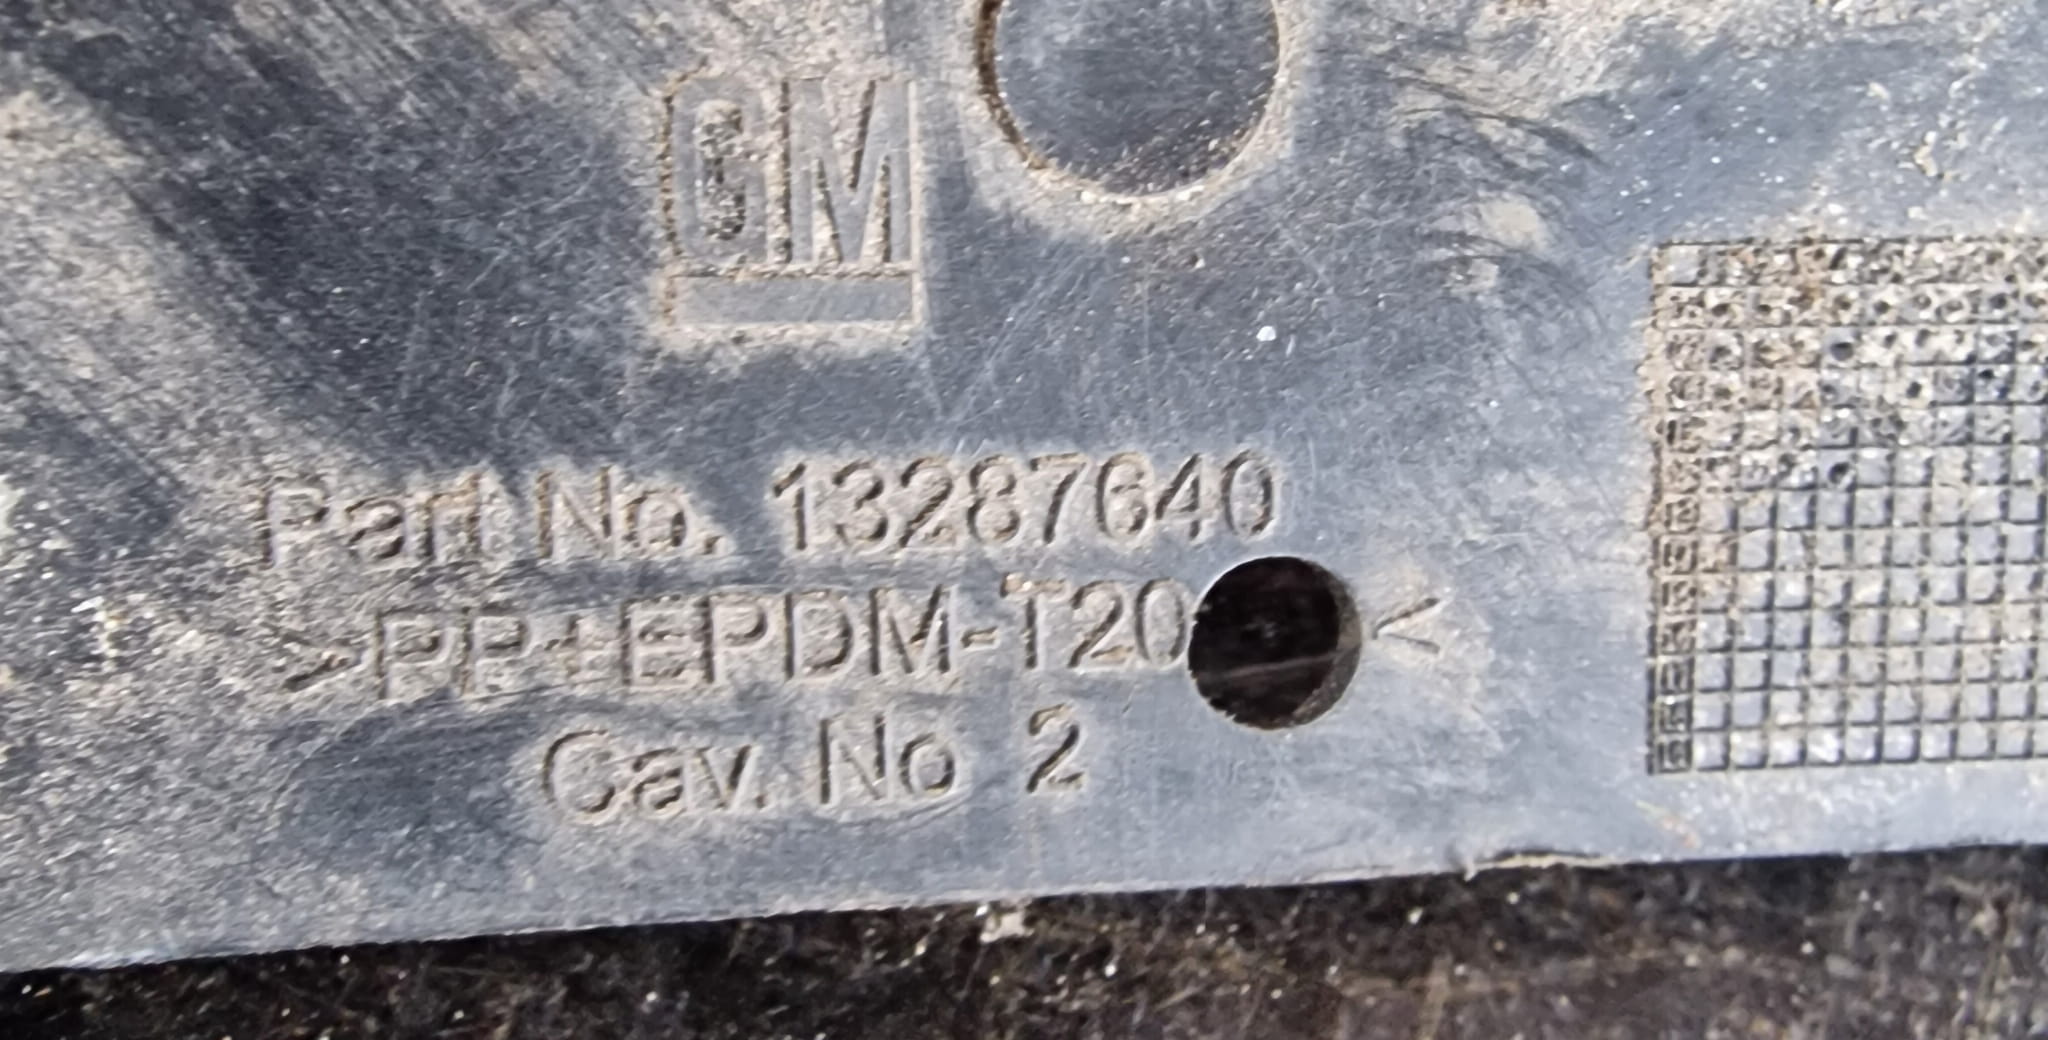 GM
Part No. 13287640
>PP+EPDM-T20<
Cav. No 2